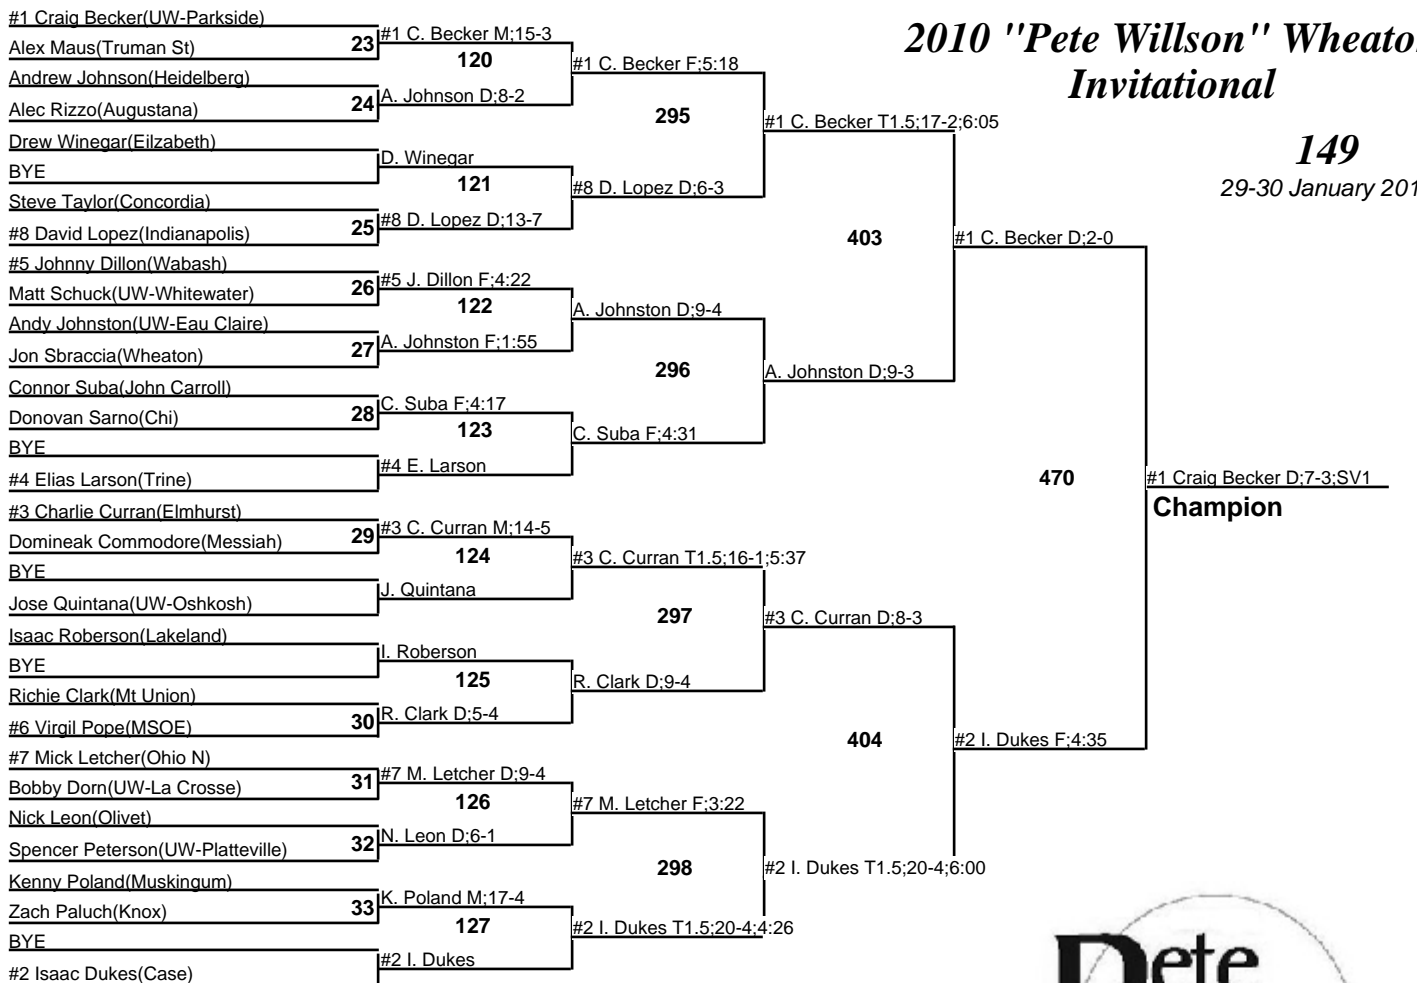 2010 "Pete Willson" Wheaton
Invitational
149
29-30 January 201
#1 Craig Becker(UW-Parkside)
Alex Maus(Truman St)
Andrew Johnson(Heidelberg)
Alec Rizzo(Augustana)
Drew Winegar(Eilzabeth)
BYE
Steve Taylor(Concordia)
#8 David Lopez(Indianapolis)
#5 Johnny Dillon(Wabash)
Matt Schuck(UW-Whitewater)
Andy Johnston(UW-Eau Claire)
Jon Sbraccia(Wheaton)
Connor Suba(John Carroll)
Donovan Sarno(Chi)
BYE
#4 Elias Larson(Trine)
#3 Charlie Curran(Elmhurst)
Domineak Commodore(Messiah)
BYE
Jose Quintana(UW-Oshkosh)
Isaac Roberson(Lakeland)
BYE
Richie Clark(Mt Union)
#6 Virgil Pope(MSOE)
#7 Mick Letcher(Ohio N)
Bobby Dorn(UW-La Crosse)
Nick Leon(Olivet)
Spencer Peterson(UW-Platteville)
Kenny Poland(Muskingum)
Zach Paluch(Knox)
BYE
#2 Isaac Dukes(Case)
23
24
25
26
27
28
29
30
31
32
33
#1 C. Becker M;15-3
120
A. Johnson D;8-2
D. Winegar
121
#8 D. Lopez D;13-7
#5 J. Dillon F;4:22
122
A. Johnston F;1:55
C. Suba F;4:17
123
#4 E. Larson
#3 C. Curran M;14-5
124
J. Quintana
I. Roberson
125
R. Clark D;5-4
#7 M. Letcher D;9-4
126
N. Leon D;6-1
K. Poland M;17-4
127
#2 I. Dukes
#1 C. Becker F;5:18
295
#8 D. Lopez D;6-3
A. Johnston D;9-4
296
C. Suba F;4:31
#3 C. Curran T1.5;16-1;5:37
297
R. Clark D;9-4
#7 M. Letcher F;3:22
298
#2 I. Dukes T1.5;20-4;4:26
#1 C. Becker T1.5;17-2;6:05
403
A. Johnston D;9-3
#3 C. Curran D;8-3
404
#2 I. Dukes T1.5;20-4;6:00
#1 C. Becker D;2-0
470
#2 I. Dukes F;4:35
#1 Craig Becker D;7-3;SV1
Champion
Pete